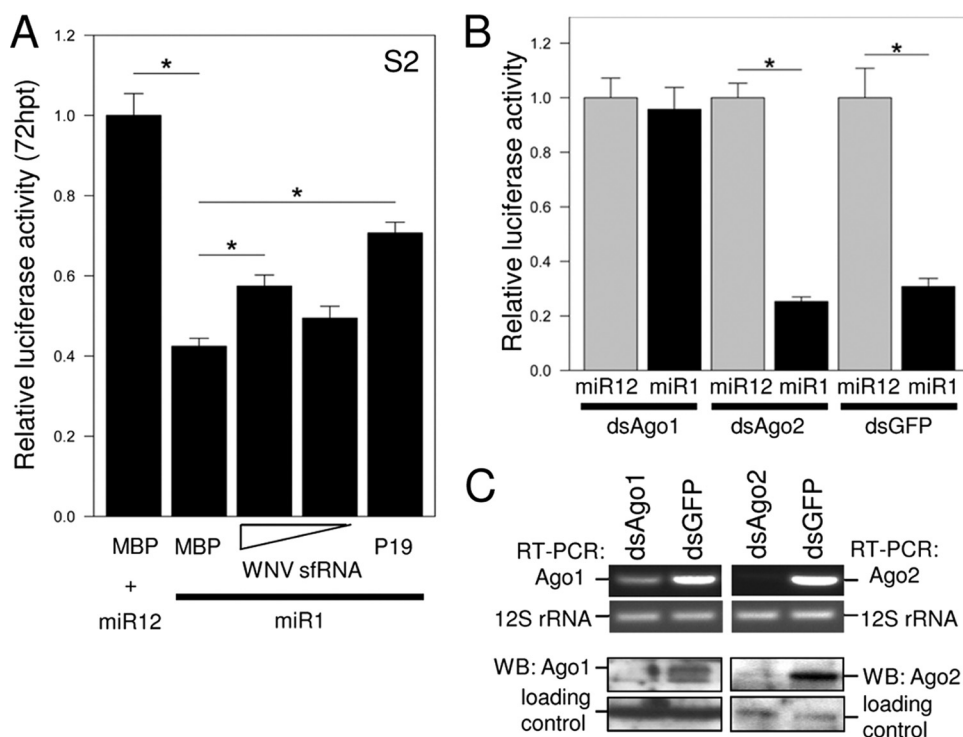 A
S2
Relative luciferase activity (72hpt)
1.2
1.0
0.8
0.6
0.4
0.2
0.0
*
*
*
MBP MBP P19
+ WNV sfRNA
miR12 miR1
B
Relative luciferase activity
1.2
1.0
0.8
0.6
0.4
0.2
0.0
* *
miR12 miR1 miR12 miR1 miR12 miR1
dsAgo1 dsAgo2 dsGFP
C
dsAgo1 dsGFP dsAgo2 dsGFP
RT-PCR: RT-PCR:
Ago1 Ago2
12S rRNA 12S rRNA
WB: Ago1 WB: Ago2
loading loading
control control